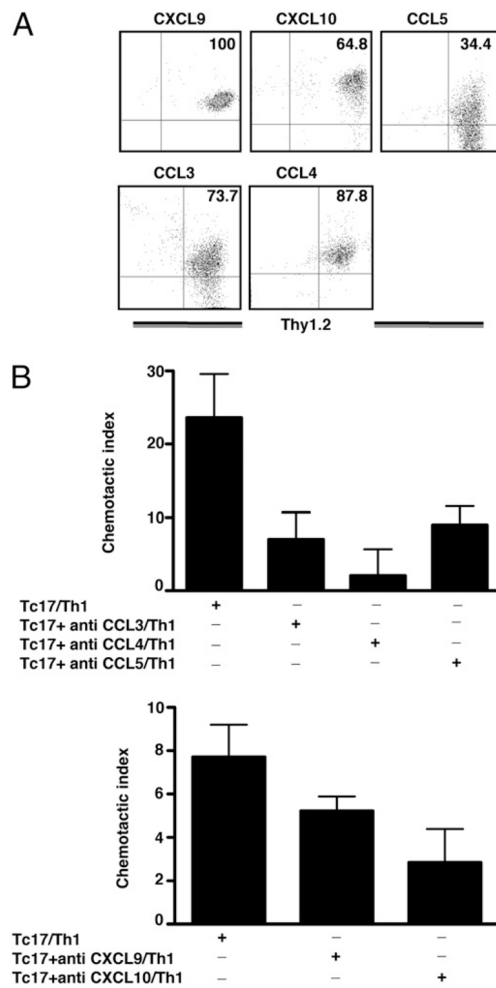 A
CXCL9 CXCL10 CCL5
100 64.8 34.4
CCL3 CCL4
73.7 87.8
Thy1.2
B
Chemotactic index
30
20
10
0
Tc17/Th1 + – – –
Tc17+ anti CCL3/Th1 – + – –
Tc17+ anti CCL4/Th1 – – + –
Tc17+ anti CCL5/Th1 – – – +
Chemotactic index
10
8
6
4
2
0
Tc17/Th1 + – –
Tc17+anti CXCL9/Th1 – + –
Tc17+anti CXCL10/Th1 – – +